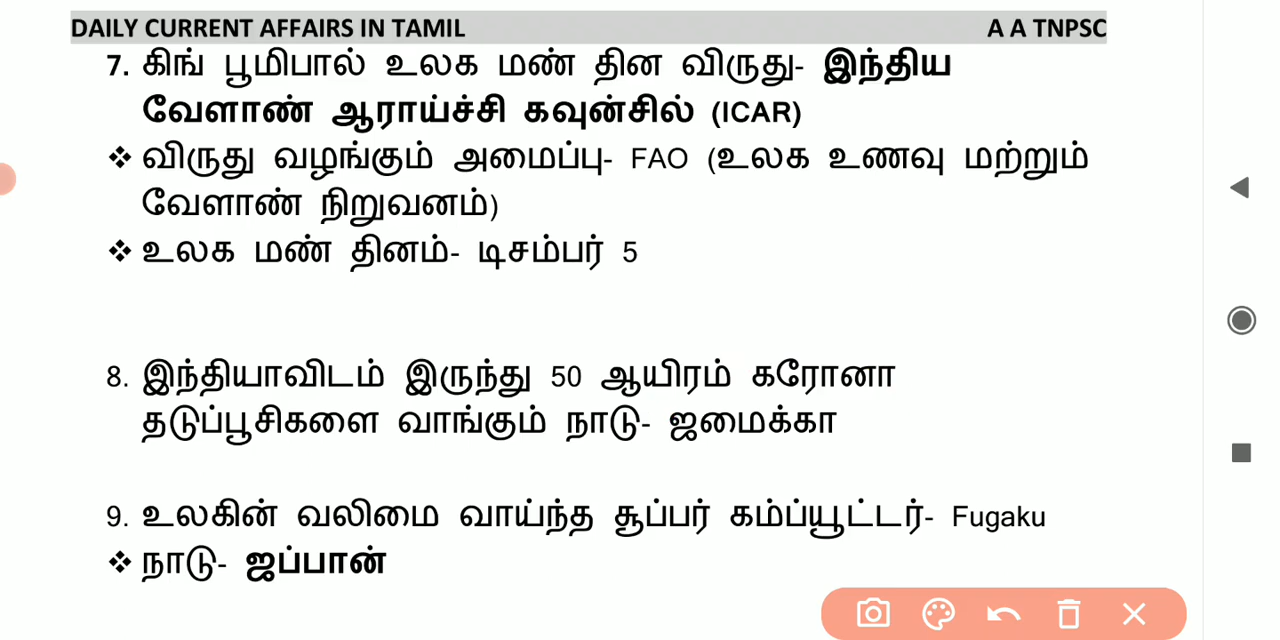 DAILY CURRENT AFFAIRS IN TAMIL A A TNPSC
7. கிங் பூமிபால் உலக மண் தின விருது- இந்திய
வேளாண் ஆராய்ச்சி கவுன்சில் (ICAR)
❖ விருது வழங்கும் அமைப்பு- FAO (உலக உணவு மற்றும்
வேளாண் நிறுவனம்)
❖ உலக மண் தினம்- டிசம்பர் 5
8. இந்தியாவிடம் இருந்து 50 ஆயிரம் கரோனா
தடுப்பூசிகளை வாங்கும் நாடு- ஜமைக்கா
9. உலகின் வலிமை வாய்ந்த சூப்பர் கம்ப்யூட்டர்- Fugaku
❖ நாடு- ஜப்பான்